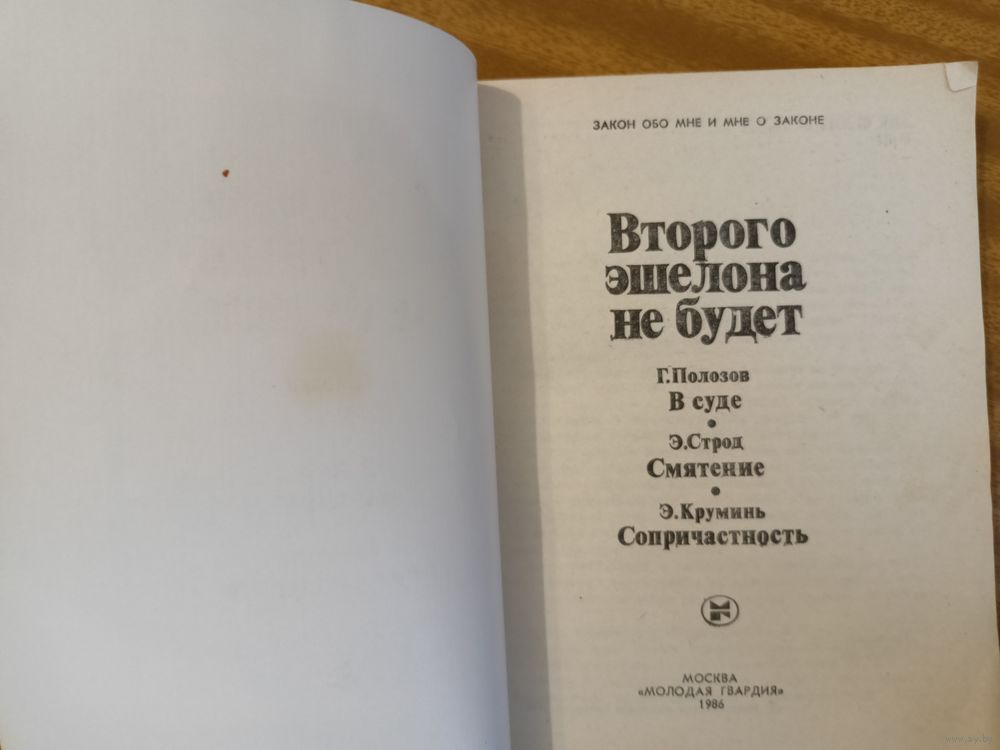 ЗАКОН ОБО МНЕ И МНЕ О ЗАКОНЕ
Второго
эшелона
не будет
Г.Полозов
В суде
•
Э.Строд
Смятение
•
Э.Круминь
Сопричастность
МОСКВА
«МОЛОДАЯ ГВАРДИЯ»
1986